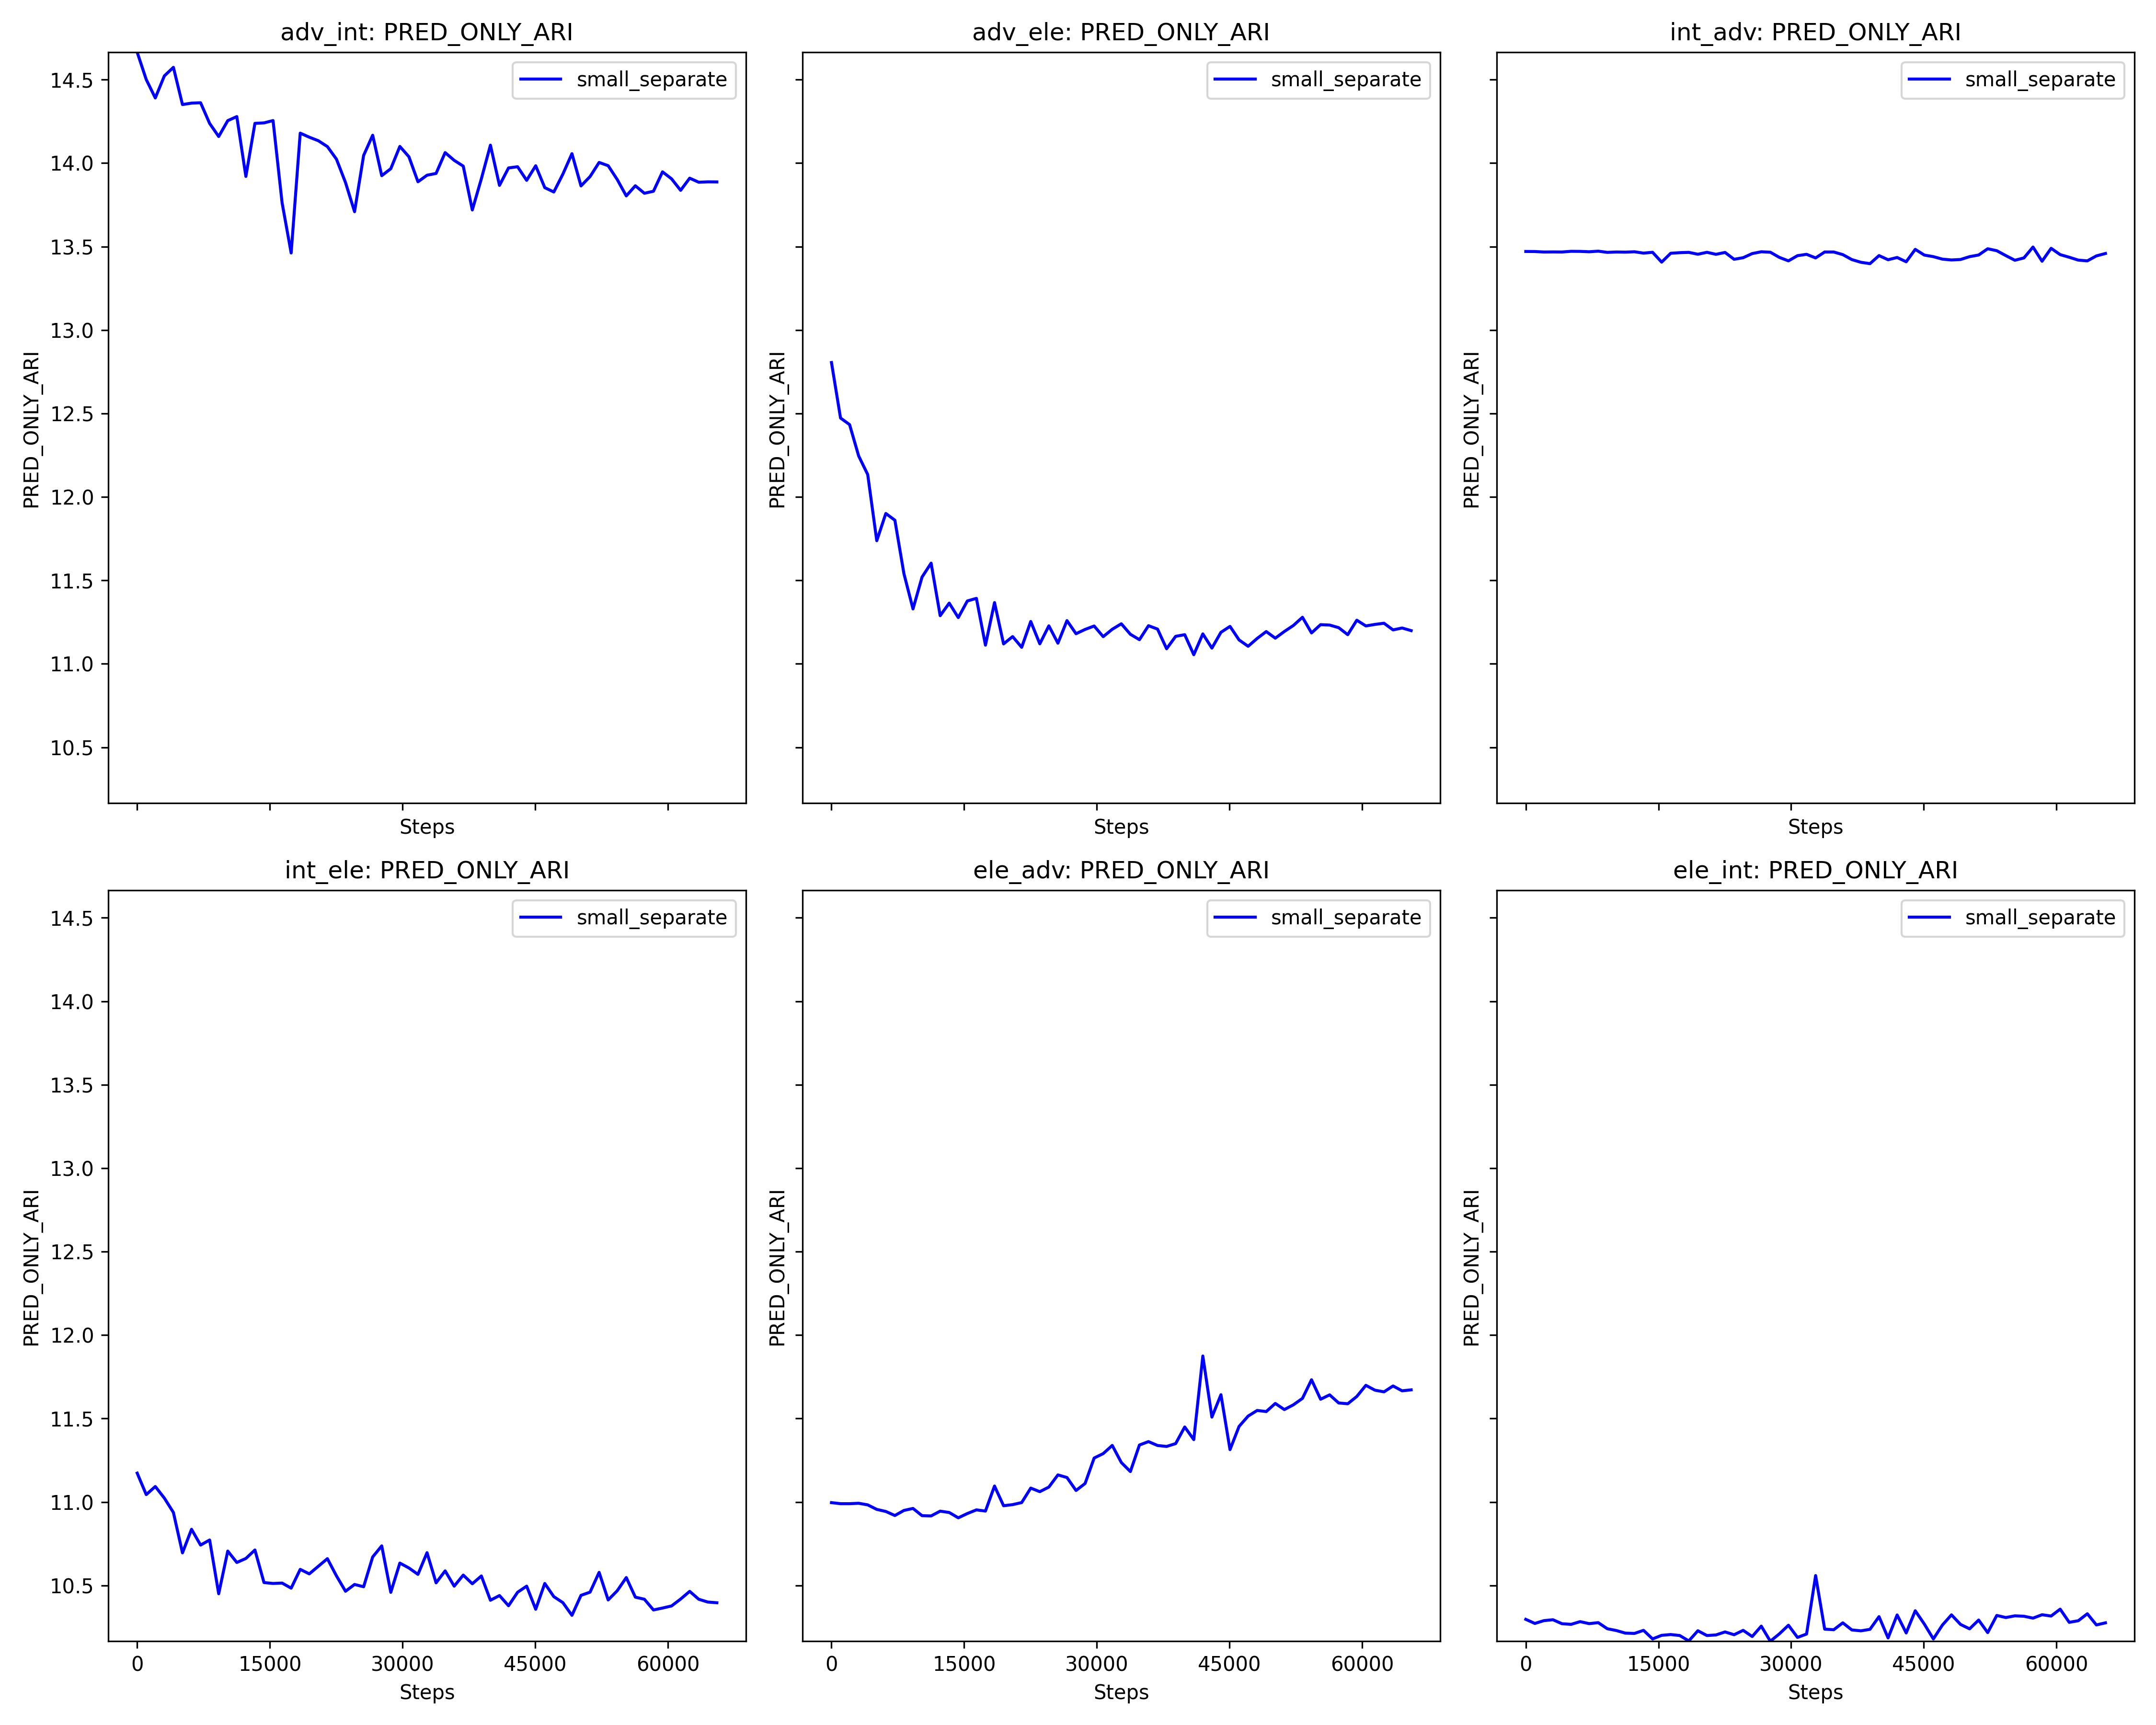 adv_int: PRED_ONLY_ARI
adv_ele: PRED_ONLY_ARI
int_adv: PRED_ONLY_ARI
small_separate
small_separate
small_separate
14.5
14.0
13.5
13.0
12.5
12.0
11.5
11.0
10.5
PRED_ONLY_ARI
PRED_ONLY_ARI
PRED_ONLY_ARI
Steps
Steps
Steps
int_ele: PRED_ONLY_ARI
ele_adv: PRED_ONLY_ARI
ele_int: PRED_ONLY_ARI
small_separate
small_separate
small_separate
14.5
14.0
13.5
13.0
12.5
12.0
11.5
11.0
10.5
PRED_ONLY_ARI
PRED_ONLY_ARI
PRED_ONLY_ARI
0 15000 30000 45000 60000
0 15000 30000 45000 60000
0 15000 30000 45000 60000
Steps
Steps
Steps